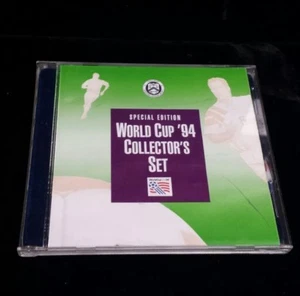 SPECIAL EDITION
WORLD CUP '94
COLLECTOR'S
SET